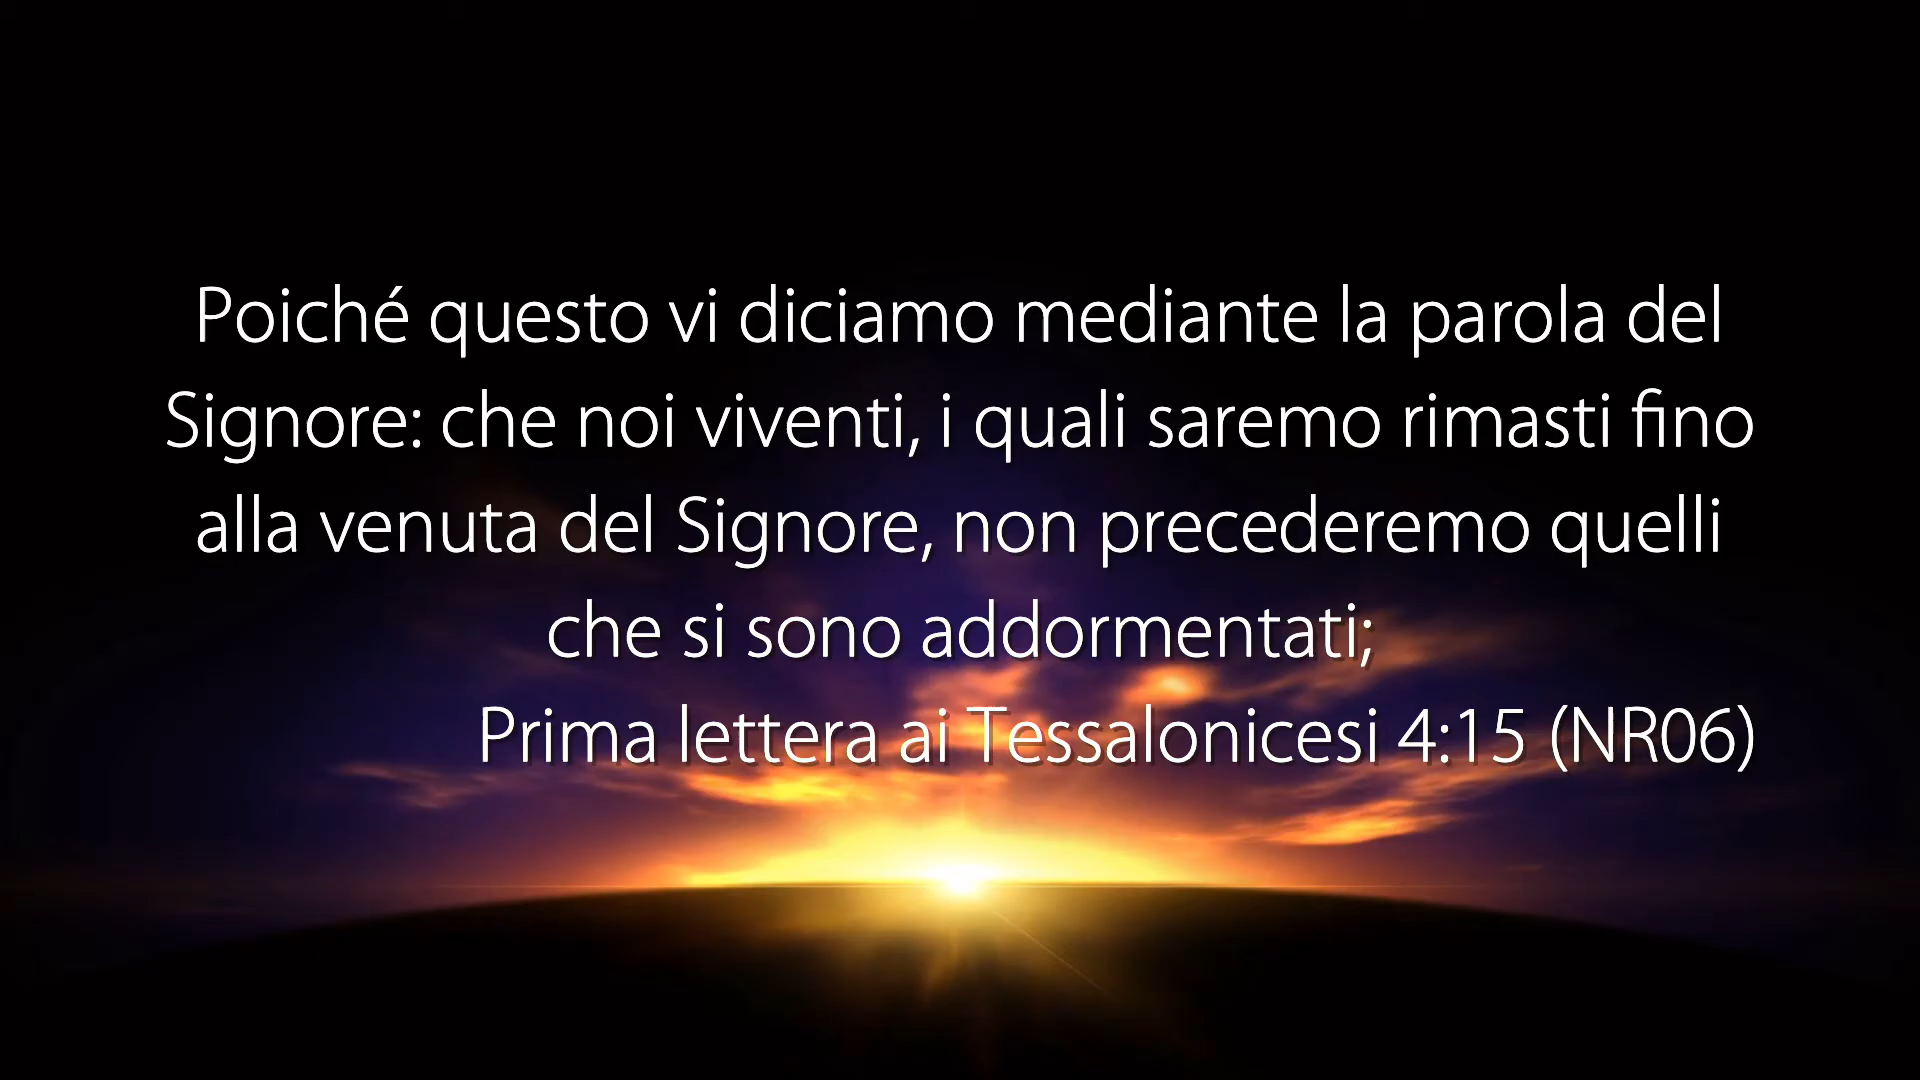 Poiché questo vi diciamo mediante la parola del
Signore: che noi viventi, i quali saremo rimasti fino
alla venuta del Signore, non precederemo quelli
che si sono addormentati;
Prima lettera ai Tessalonicesi 4:15 (NR06)